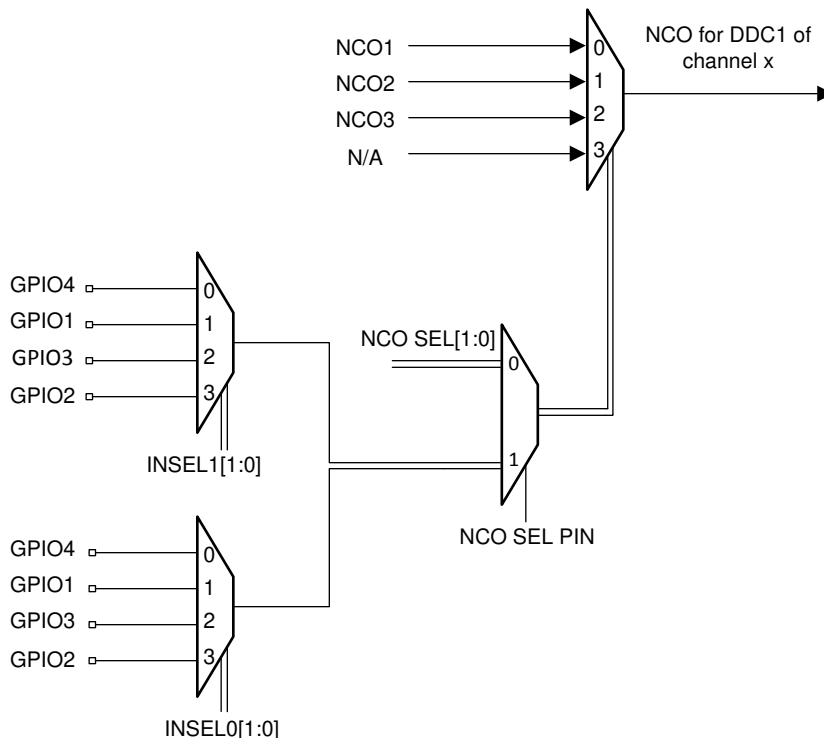 NCO1
NCO2
NCO3
N/A
0
1
2
3
NCO for DDC1 of
channel x
GPIO4
GPIO1
GPIO3
GPIO2
0
1
2
3
INSEL1[1:0]
NCO SEL[1:0]
0
1
NCO SEL PIN
GPIO4
GPIO1
GPIO3
GPIO2
0
1
2
3
INSEL0[1:0]